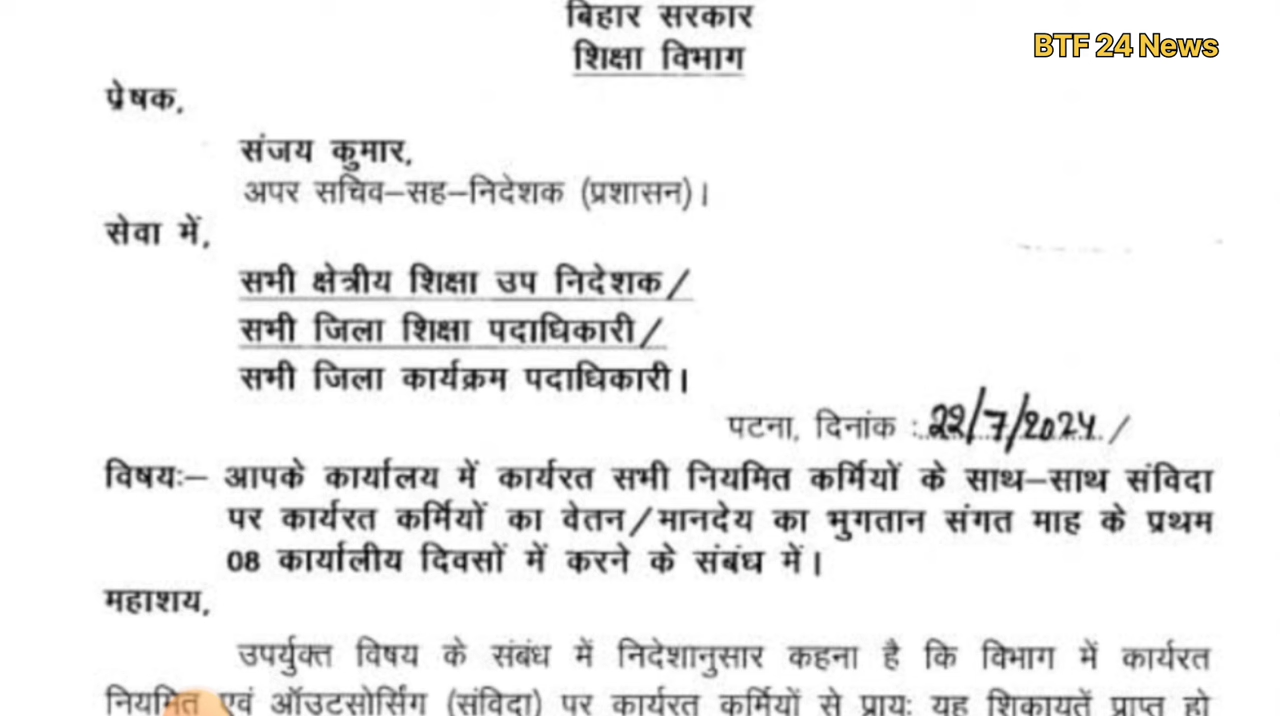 बिहार सरकार
शिक्षा विभाग
BTF 24 News
प्रेषक,
संजय कुमार,
अपर सचिव–सह–निदेशक (प्रशासन)।
सेवा में,
सभी क्षेत्रीय शिक्षा उप निदेशक/
सभी जिला शिक्षा पदाधिकारी/
सभी जिला कार्यक्रम पदाधिकारी।
पटना, दिनांक :..22/7/2024../
विषयः– आपके कार्यालय में कार्यरत सभी नियमित कर्मियों के साथ–साथ संविदा
पर कार्यरत कर्मियों का वेतन/मानदेय का भुगतान संगत माह के प्रथम
08 कार्यालीय दिवसों में करने के संबंध में।
महाशय,
उपर्युक्त विषय के संबंध में निदेशानुसार कहना है कि विभाग में कार्यरत
नियमित एवं ऑउटसोर्सिंग (संविदा) पर कार्यरत कर्मियों से प्रायः यह शिकायतें प्राप्त हो